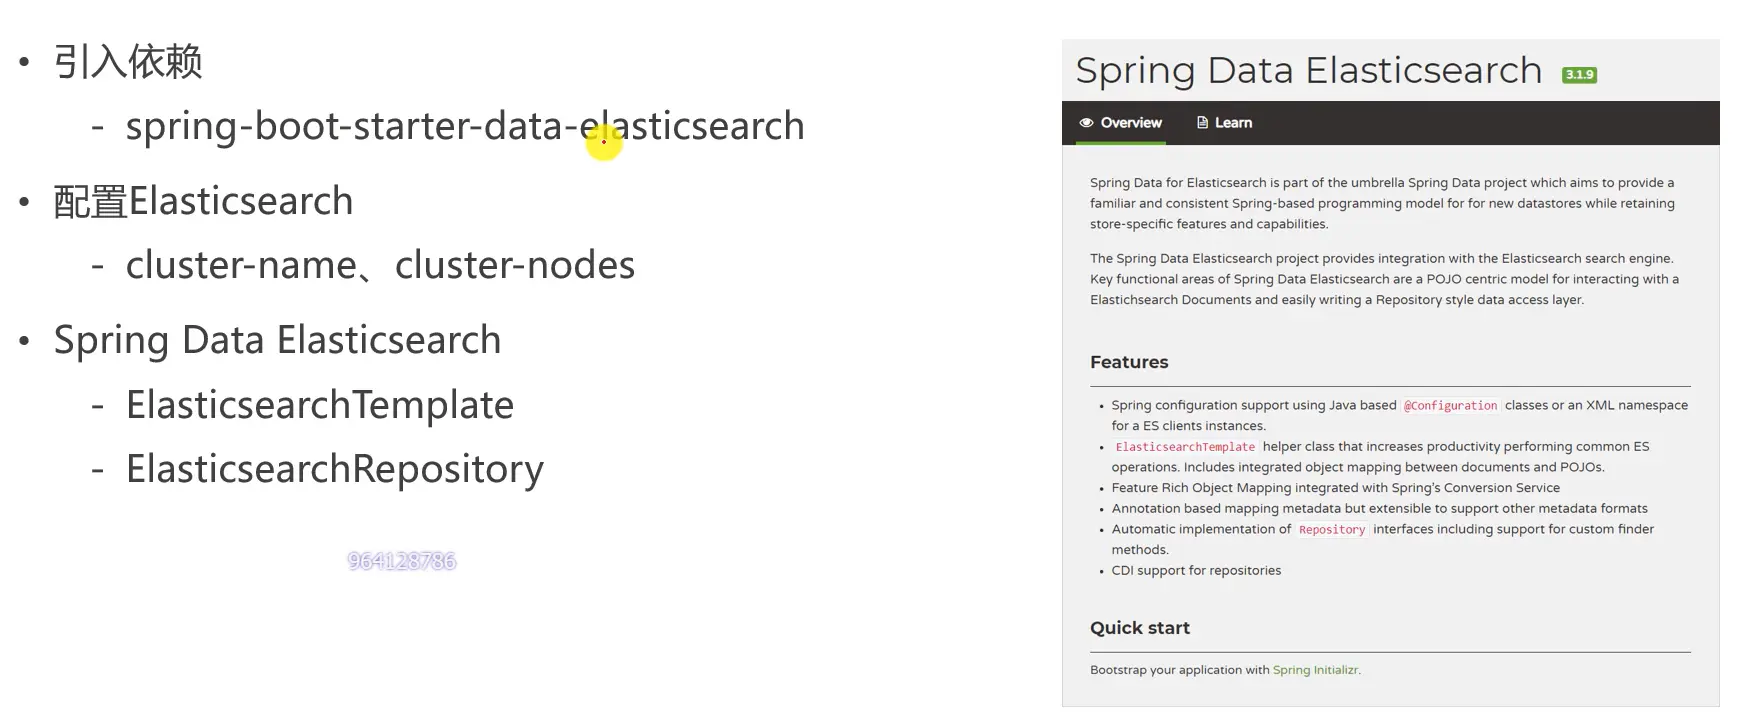 • 引入依赖
- spring-boot-starter-data-elasticsearch
• 配置Elasticsearch
- cluster-name、cluster-nodes
• Spring Data Elasticsearch
- ElasticsearchTemplate
- ElasticsearchRepository
964128786
Spring Data Elasticsearch 3.1.9
Overview Learn
Spring Data for Elasticsearch is part of the umbrella Spring Data project which aims to provide a
familiar and consistent Spring-based programming model for for new datastores while retaining
store-specific features and capabilities.
The Spring Data Elasticsearch project provides integration with the Elasticsearch search engine.
Key functional areas of Spring Data Elasticsearch are a POJO centric model for interacting with a
Elastichsearch Documents and easily writing a Repository style data access layer.
Features
• Spring configuration support using Java based @Configuration classes or an XML namespace
for a ES clients instances.
• ElasticsearchTemplate helper class that increases productivity performing common ES
operations. Includes integrated object mapping between documents and POJOs.
• Feature Rich Object Mapping integrated with Spring's Conversion Service
• Annotation based mapping metadata but extensible to support other metadata formats
• Automatic implementation of Repository interfaces including support for custom finder
methods.
• CDI support for repositories
Quick start
Bootstrap your application with Spring Initializr.